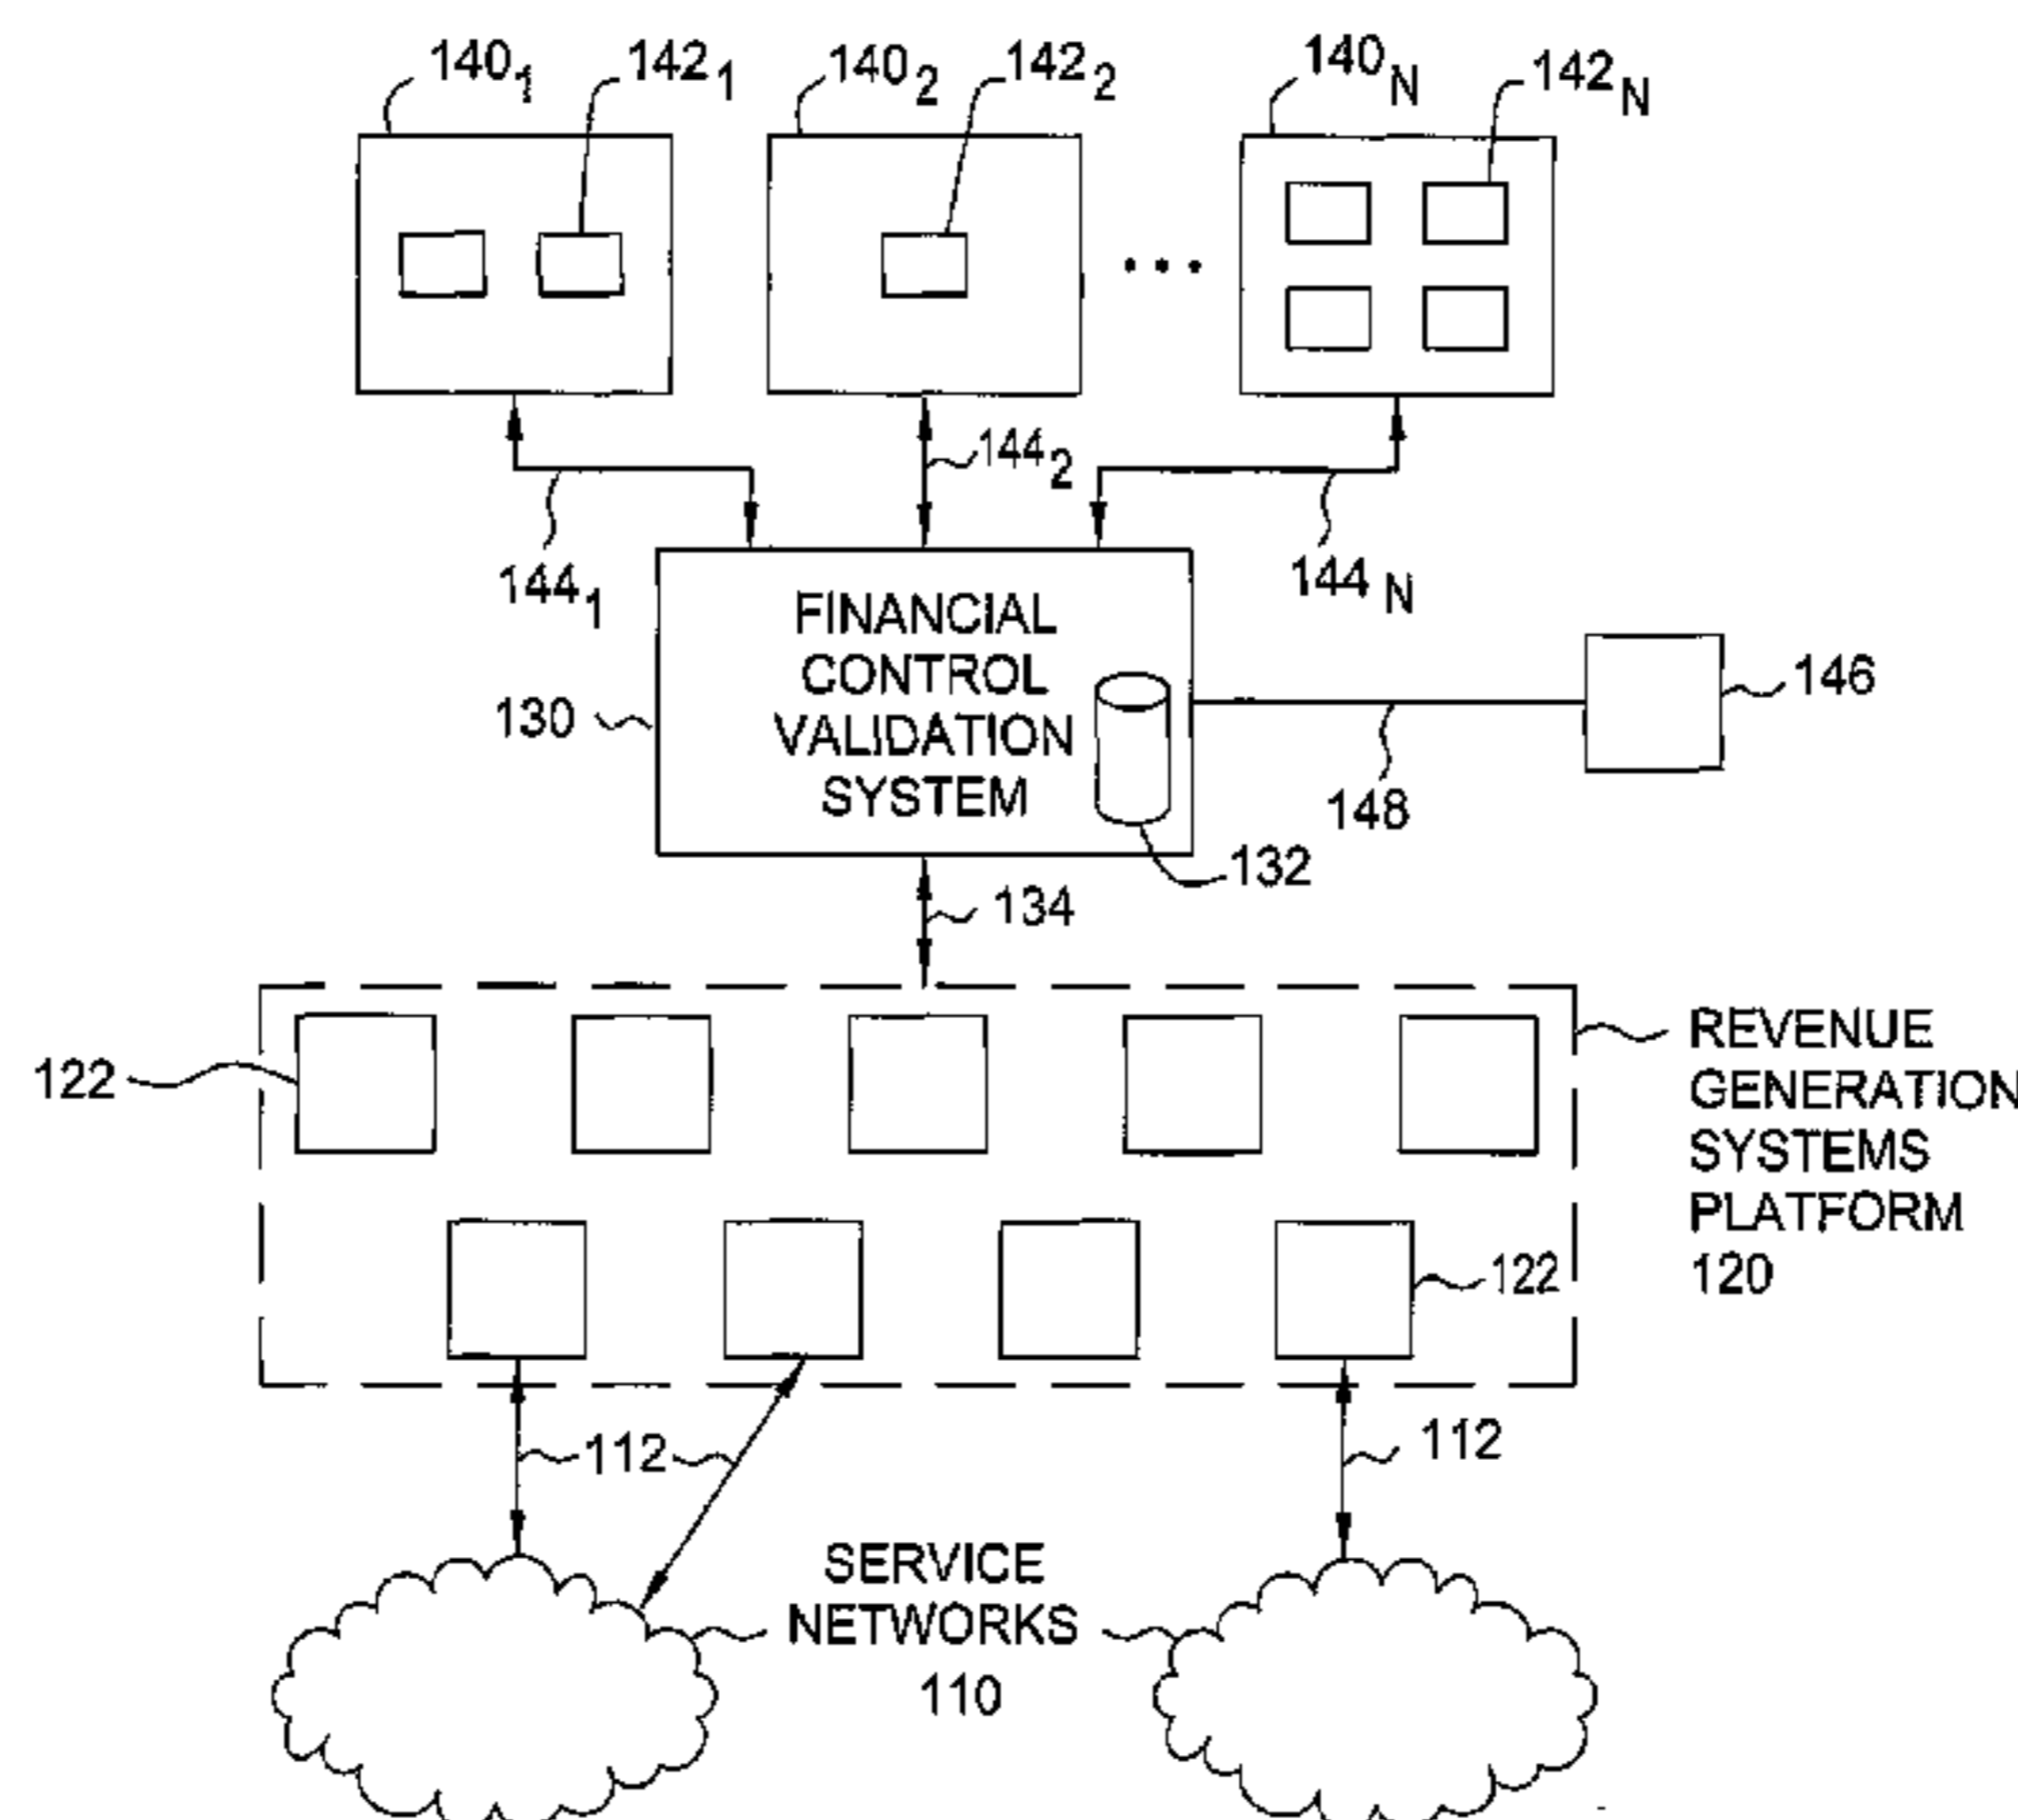 140₁ 142₁ 140₂ 142₂ 140N 142N
144₂
144₁ 144N
FINANCIAL
CONTROL
VALIDATION
SYSTEM
130
146
148
132
134
122
REVENUE
GENERATION
SYSTEMS
PLATFORM
120
122
112 112
SERVICE
NETWORKS
110